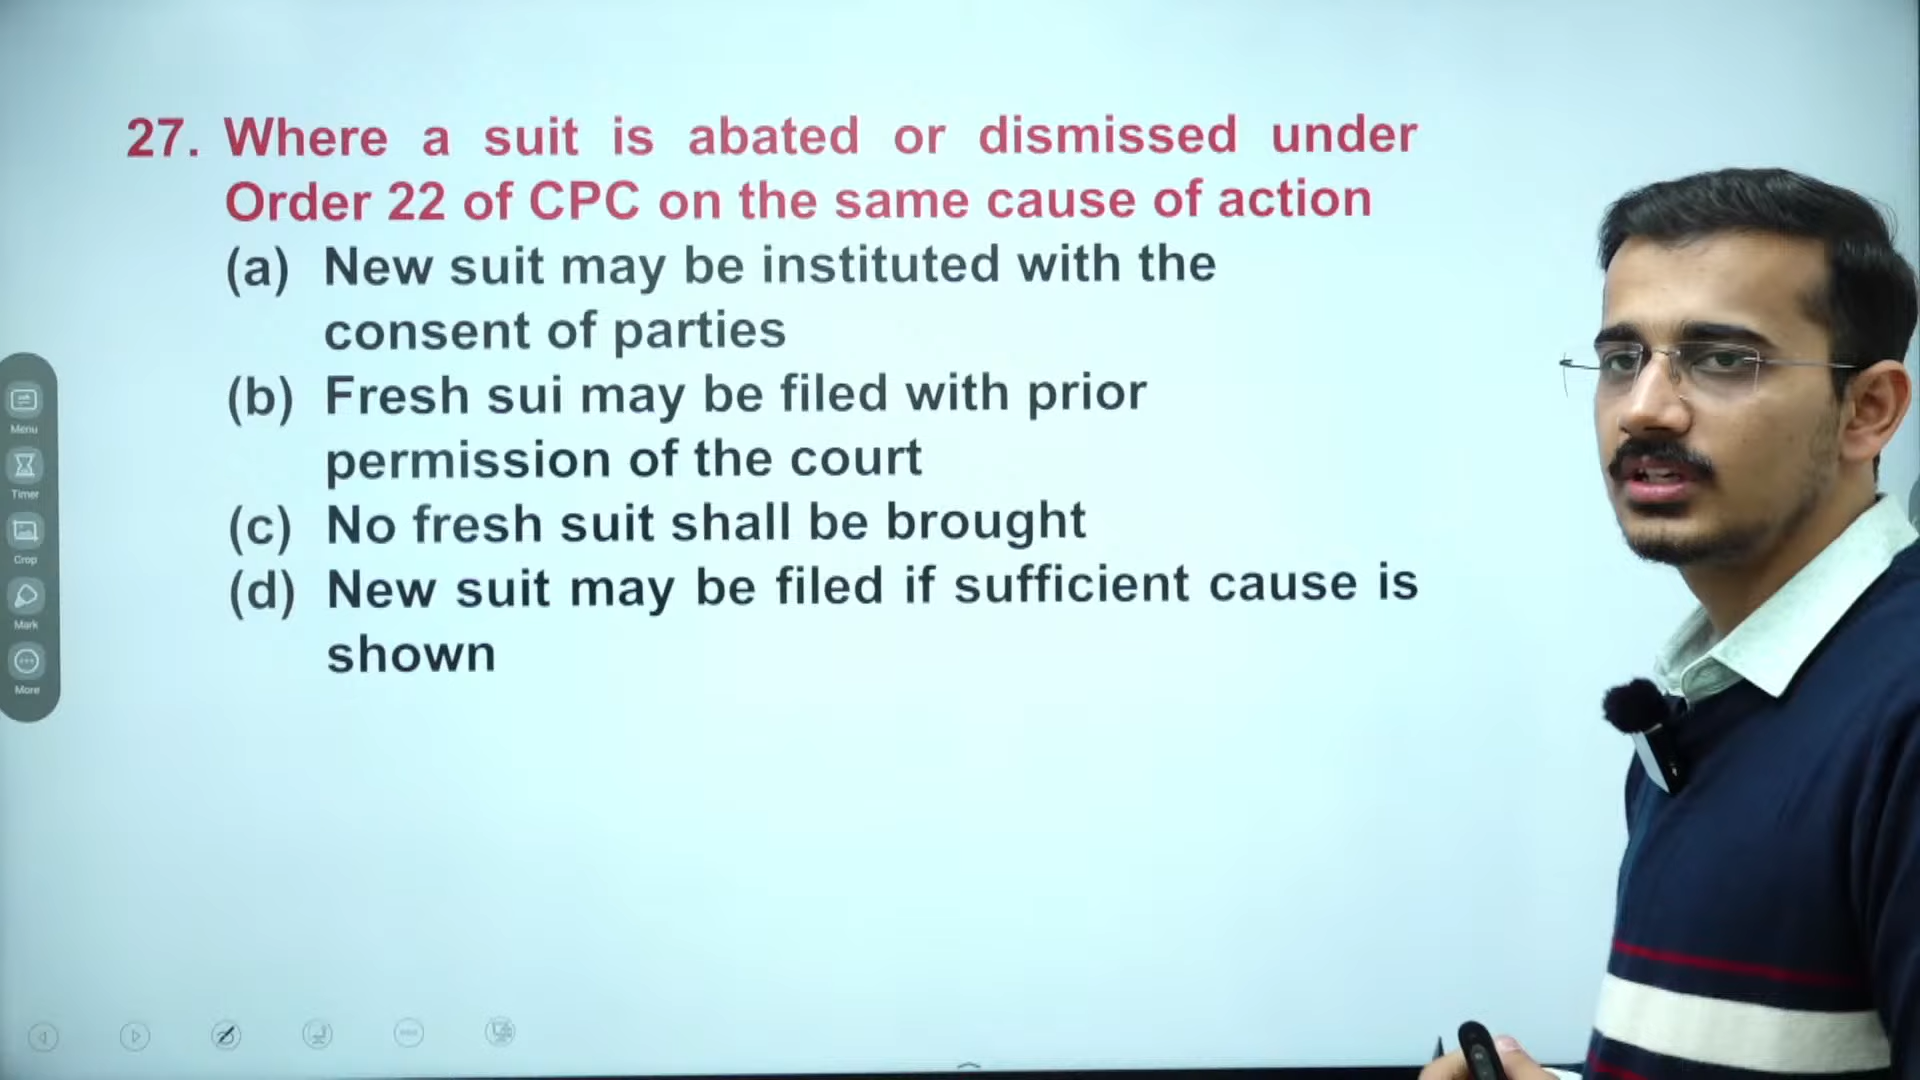 27. Where a suit is abated or dismissed under
Order 22 of CPC on the same cause of action
(a) New suit may be instituted with the
consent of parties
(b) Fresh sui may be filed with prior
permission of the court
(c) No fresh suit shall be brought
(d) New suit may be filed if sufficient cause is
shown
Menu
Timer
Crop
Mark
More